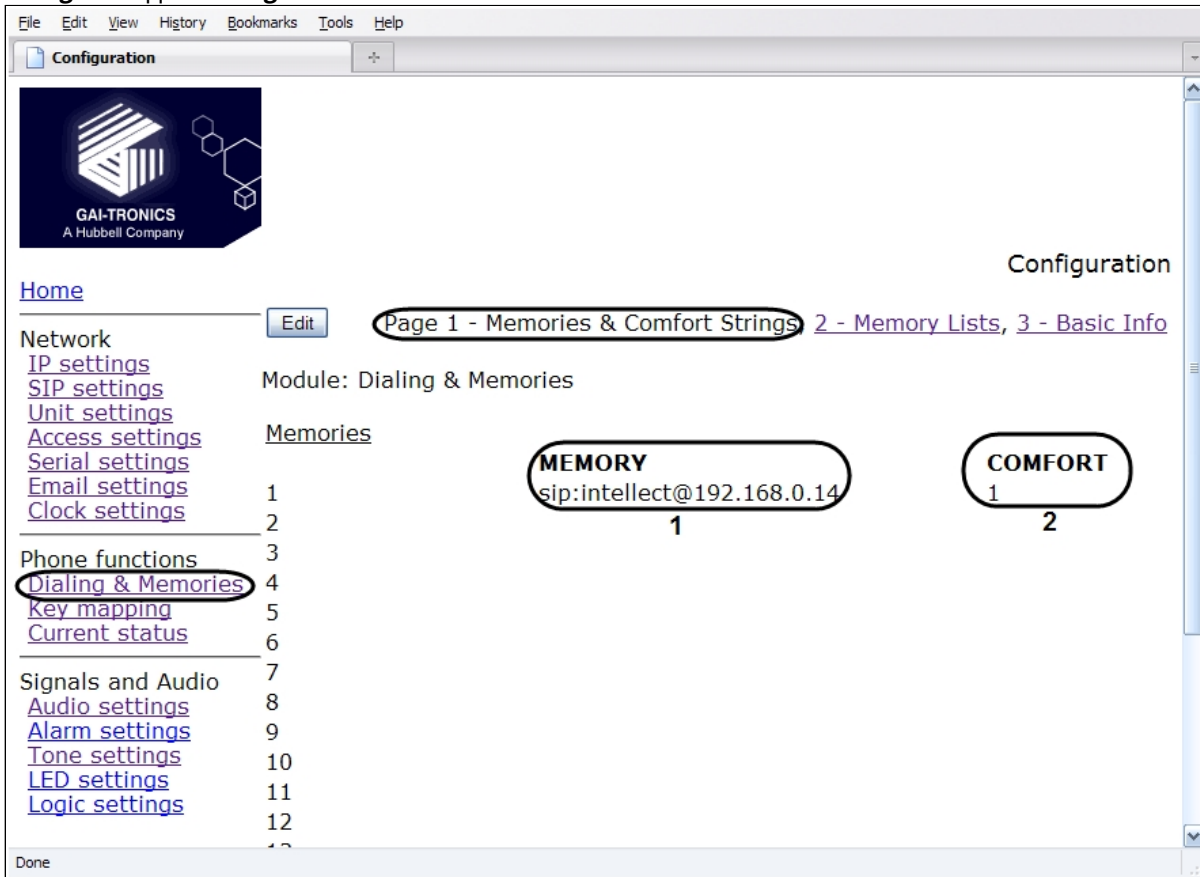 File Edit View History Bookmarks Tools Help
Configuration
GAI-TRONICS
A Hubbell Company
Configuration
Home
Edit Page 1 - Memories & Comfort Strings, 2 - Memory Lists, 3 - Basic Info
Network
IP settings
SIP settings
Unit settings
Access settings
Serial settings
Email settings
Clock settings
Phone functions
Dialing & Memories
Key mapping
Current status
Signals and Audio
Audio settings
Alarm settings
Tone settings
LED settings
Logic settings
Module: Dialing & Memories
Memories
MEMORY COMFORT
1 sip:intellect@192.168.0.14 1
1 2
2
3
4
5
6
7
8
9
10
11
12
Done